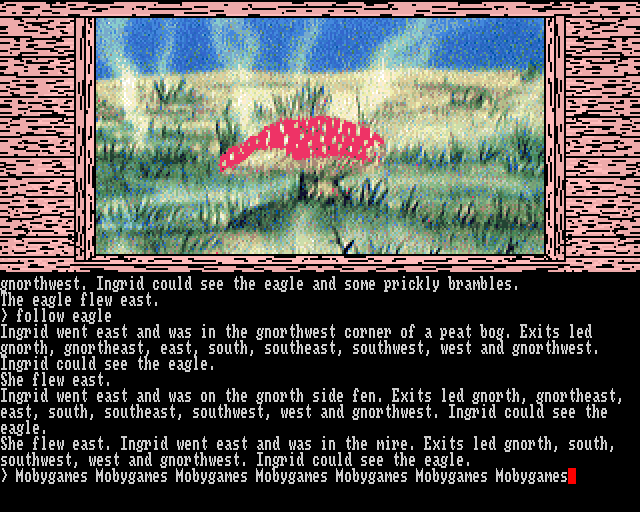 gnorthwest. Ingrid could see the eagle and some prickly brambles.
The eagle flew east.
> follow eagle
Ingrid went east and was in the gnorthwest corner of a peat bog. Exits led
gnorth, gnortheast, east, south, southeast, southwest, west and gnorthwest.
Ingrid could see the eagle.
She flew east.
Ingrid went east and was on the gnorth side fen. Exits led gnorth, gnortheast,
east, south, southeast, southwest, west and gnorthwest. Ingrid could see the
eagle.
She flew east. Ingrid went east and was in the mire. Exits led gnorth, south,
southwest, west and gnorthwest. Ingrid could see the eagle.
> Mobygames Mobygames Mobygames Mobygames Mobygames Mobygames Mobygames